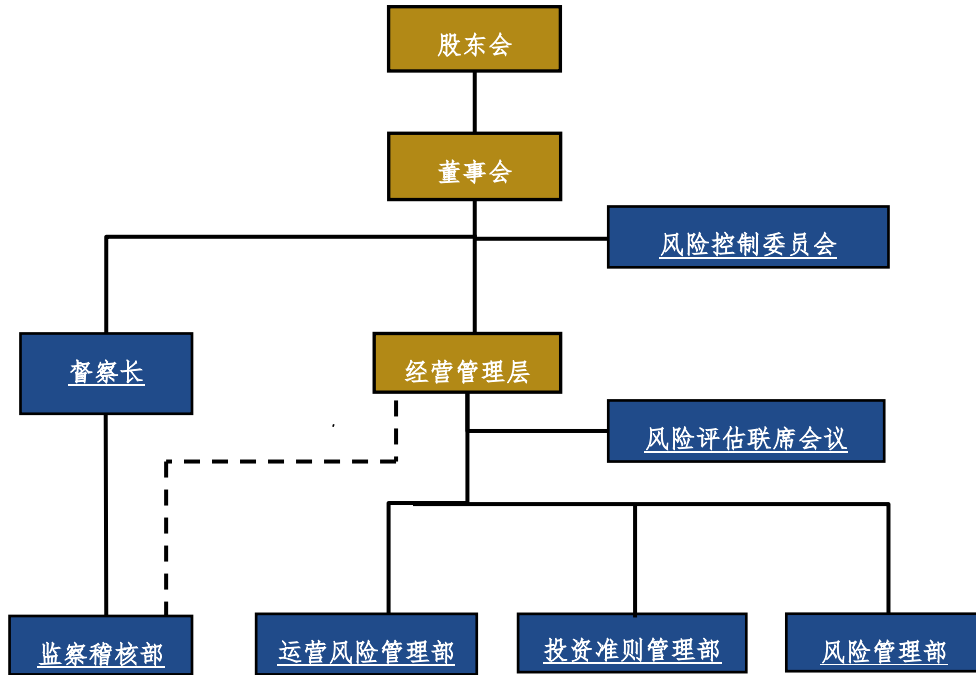 股东会
董事会
风险控制委员会
督察长
经营管理层
风险评估联席会议
监察稽核部
运营风险管理部
投资准则管理部
风险管理部